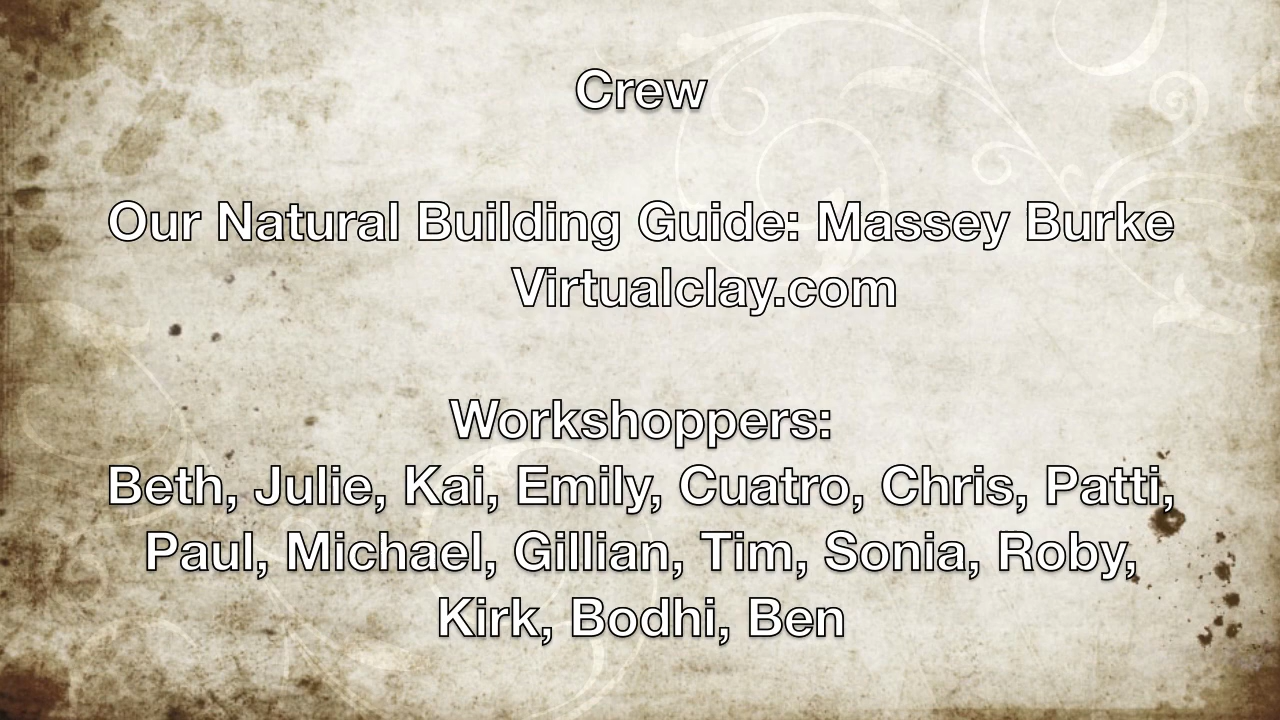 Crew
Our Natural Building Guide: Massey Burke
Virtualclay.com
Workshoppers:
Beth, Julie, Kai, Emily, Cuatro, Chris, Patti,
Paul, Michael, Gillian, Tim, Sonia, Roby,
Kirk, Bodhi, Ben